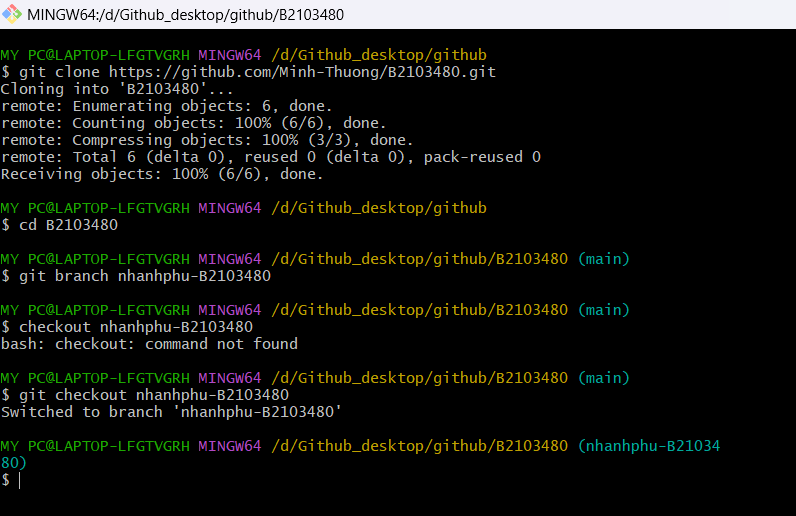 MINGW64:/d/Github_desktop/github/B2103480
MY PC@LAPTOP-LFGTVGRH MINGW64 /d/Github_desktop/github
$ git clone https://github.com/Minh-Thuong/B2103480.git
Cloning into 'B2103480'...
remote: Enumerating objects: 6, done.
remote: Counting objects: 100% (6/6), done.
remote: Compressing objects: 100% (3/3), done.
remote: Total 6 (delta 0), reused 0 (delta 0), pack-reused 0
Receiving objects: 100% (6/6), done.
MY PC@LAPTOP-LFGTVGRH MINGW64 /d/Github_desktop/github
$ cd B2103480
MY PC@LAPTOP-LFGTVGRH MINGW64 /d/Github_desktop/github/B2103480 (main)
$ git branch nhanhphu-B2103480
MY PC@LAPTOP-LFGTVGRH MINGW64 /d/Github_desktop/github/B2103480 (main)
$ checkout nhanhphu-B2103480
bash: checkout: command not found
MY PC@LAPTOP-LFGTVGRH MINGW64 /d/Github_desktop/github/B2103480 (main)
$ git checkout nhanhphu-B2103480
Switched to branch 'nhanhphu-B2103480'
MY PC@LAPTOP-LFGTVGRH MINGW64 /d/Github_desktop/github/B2103480 (nhanhphu-B21034
80)
$